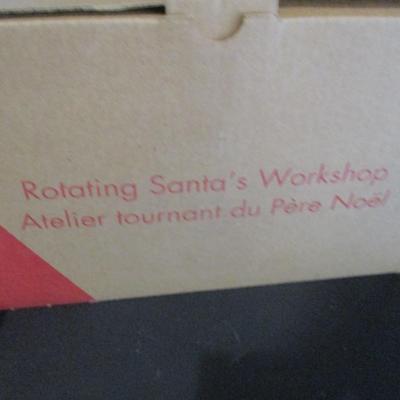 Rotating Santa's Workshop
Atelier tournant du Père Noël